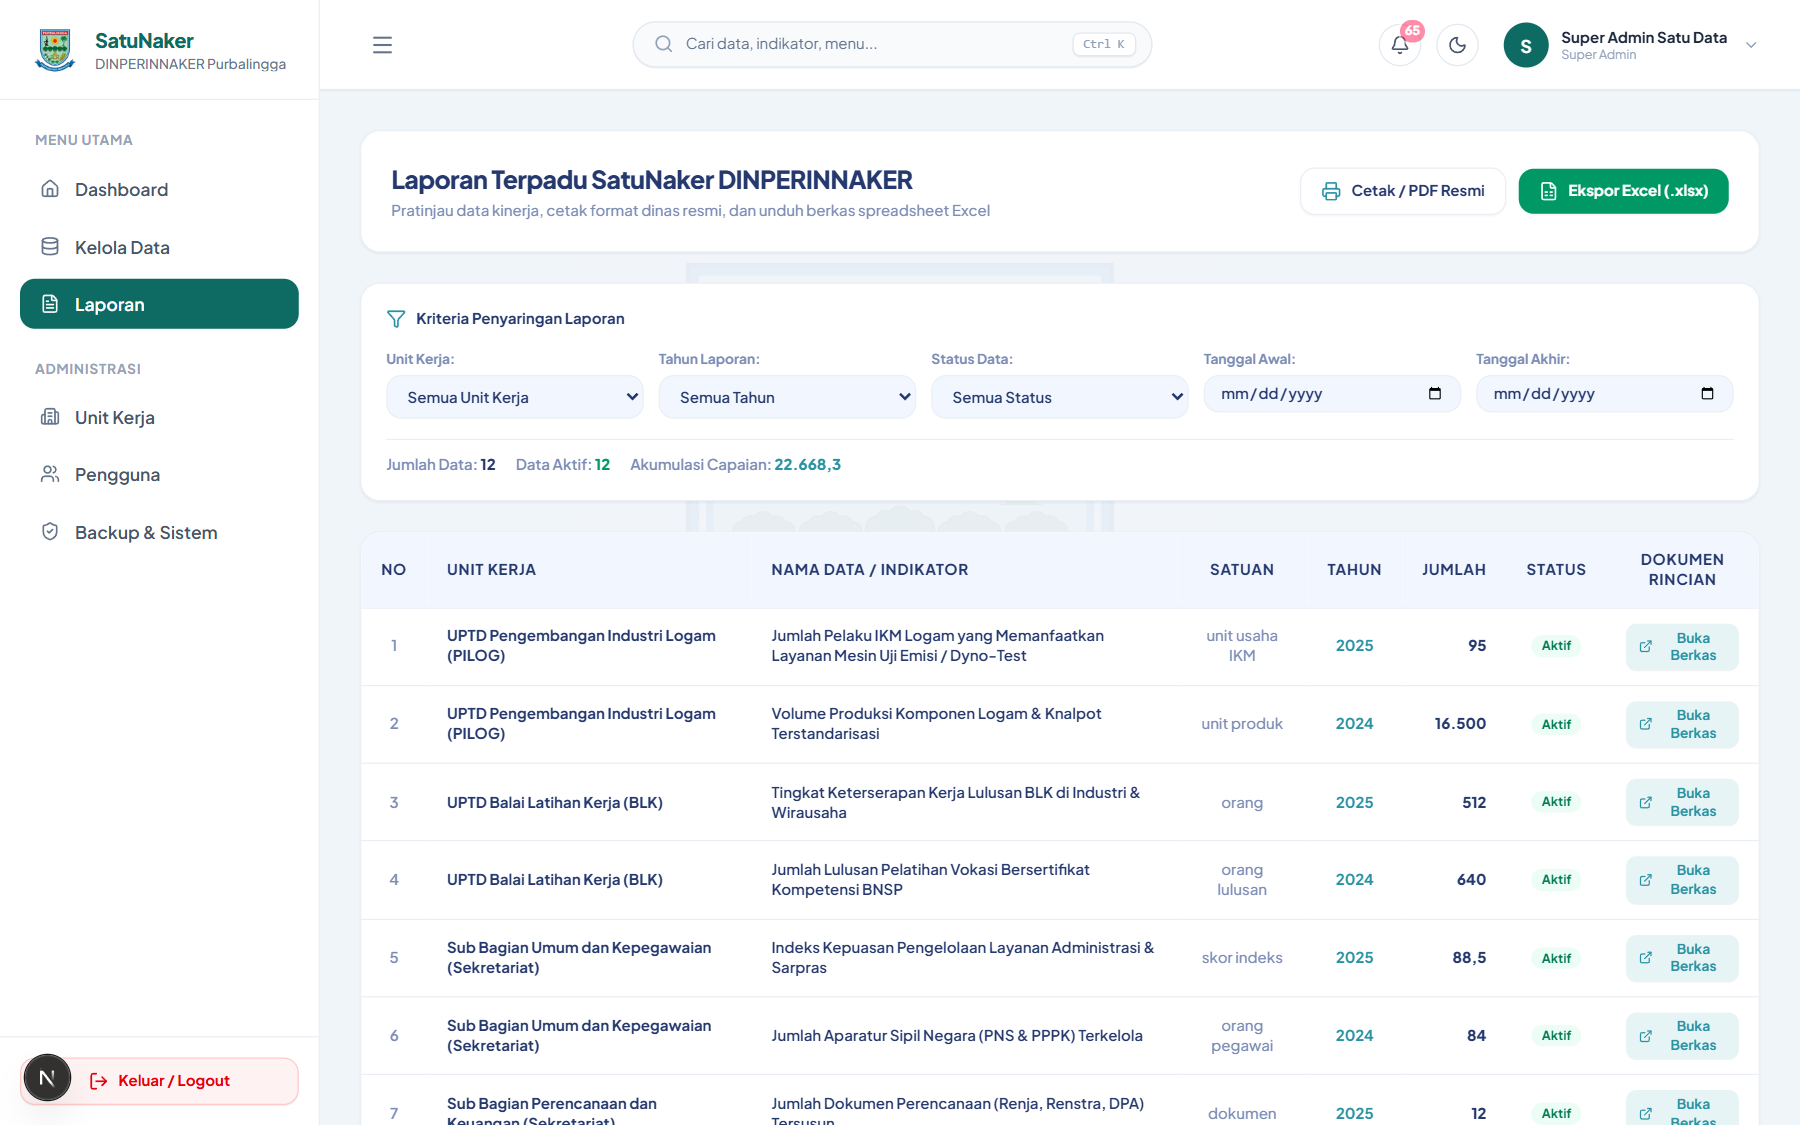 SatuNaker
DINPERINNAKER Purbalingga
Cari data, indikator, menu...
Ctrl K
65
S
Super Admin Satu Data
Super Admin
MENU UTAMA
Dashboard
Kelola Data
Laporan
ADMINISTRASI
Unit Kerja
Pengguna
Backup & Sistem
N
Keluar / Logout
Laporan Terpadu SatuNaker DINPERINNAKER
Pratinjau data kinerja, cetak format dinas resmi, dan unduh berkas spreadsheet Excel
Cetak / PDF Resmi
Ekspor Excel (.xlsx)
Kriteria Penyaringan Laporan
Unit Kerja:
Tahun Laporan:
Status Data:
Tanggal Awal:
Tanggal Akhir:
Semua Unit Kerja
Semua Tahun
Semua Status
mm/dd/yyyy
mm/dd/yyyy
Jumlah Data: 12
Data Aktif: 12
Akumulasi Capaian: 22.668,3
NO
UNIT KERJA
NAMA DATA / INDIKATOR
SATUAN
TAHUN
JUMLAH
STATUS
DOKUMEN
RINCIAN
1
UPTD Pengembangan Industri Logam
(PILOG)
Jumlah Pelaku IKM Logam yang Memanfaatkan
Layanan Mesin Uji Emisi / Dyno-Test
unit usaha
IKM
2025
95
Aktif
Buka
Berkas
2
UPTD Pengembangan Industri Logam
(PILOG)
Volume Produksi Komponen Logam & Knalpot
Terstandarisasi
unit produk
2024
16.500
Aktif
Buka
Berkas
3
UPTD Balai Latihan Kerja (BLK)
Tingkat Keterserapan Kerja Lulusan BLK di Industri &
Wirausaha
orang
2025
512
Aktif
Buka
Berkas
4
UPTD Balai Latihan Kerja (BLK)
Jumlah Lulusan Pelatihan Vokasi Bersertifikat
Kompetensi BNSP
orang
lulusan
2024
640
Aktif
Buka
Berkas
5
Sub Bagian Umum dan Kepegawaian
(Sekretariat)
Indeks Kepuasan Pengelolaan Layanan Administrasi &
Sarpras
skor indeks
2025
88,5
Aktif
Buka
Berkas
6
Sub Bagian Umum dan Kepegawaian
(Sekretariat)
Jumlah Aparatur Sipil Negara (PNS & PPPK) Terkelola
orang
pegawai
2024
84
Aktif
Buka
Berkas
7
Sub Bagian Perencanaan dan
Keuangan (Sekretariat)
Jumlah Dokumen Perencanaan (Renja, Renstra, DPA)
Tersusun
dokumen
2025
12
Aktif
Buka
Berkas